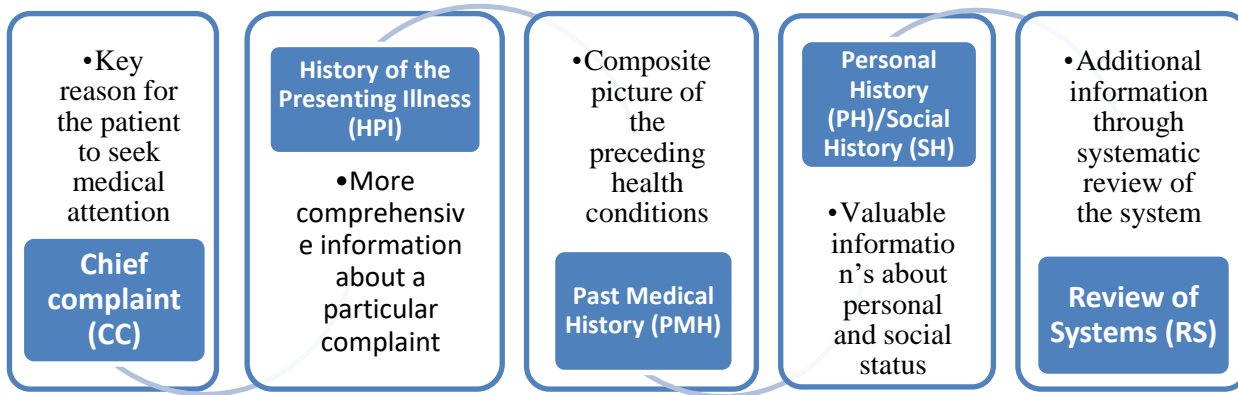 •Key
reason for
the patient
to seek
medical
attention
Chief
complaint
(CC)
History of the
Presenting Illness
(HPI)
•More
comprehensiv
e information
about a
particular
complaint
•Composite
picture of
the
preceding
health
conditions
Past Medical
History (PMH)
Personal
History
(PH)/Social
History (SH)
•Valuable
informatio
n's about
personal
and social
status
•Additional
information
through
systematic
review of
the system
Review of
Systems (RS)